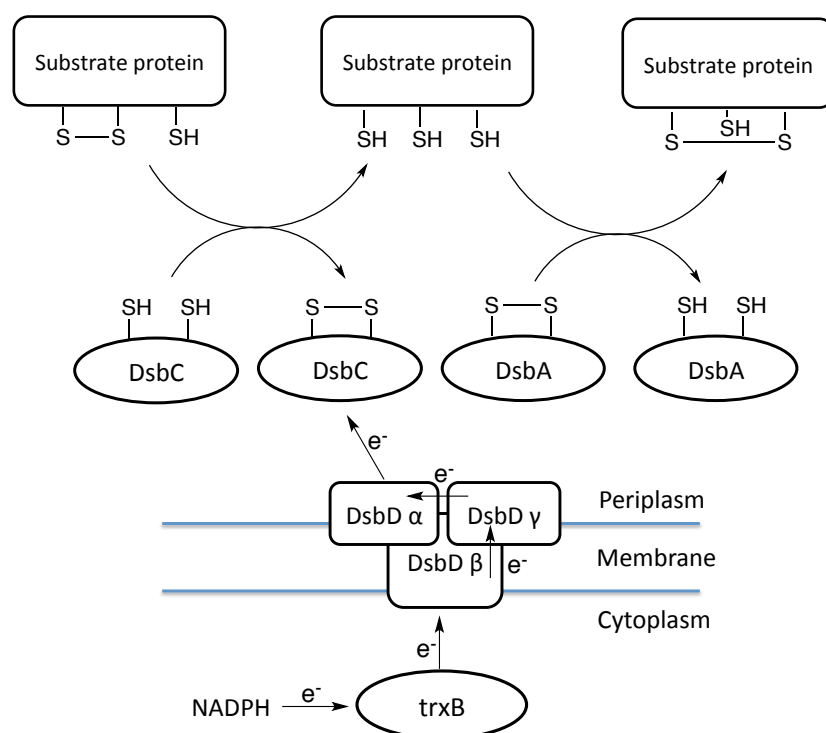 Substrate protein
Substrate protein
Substrate protein
S S SH
SH SH SH
S SH S
SH SH
S S
S S
SH SH
DsbC
DsbC
DsbA
DsbA
e-
e-
DsbD α
DsbD γ
Periplasm
DsbD β
e-
Membrane
Cytoplasm
e-
NADPH
e-
trxB